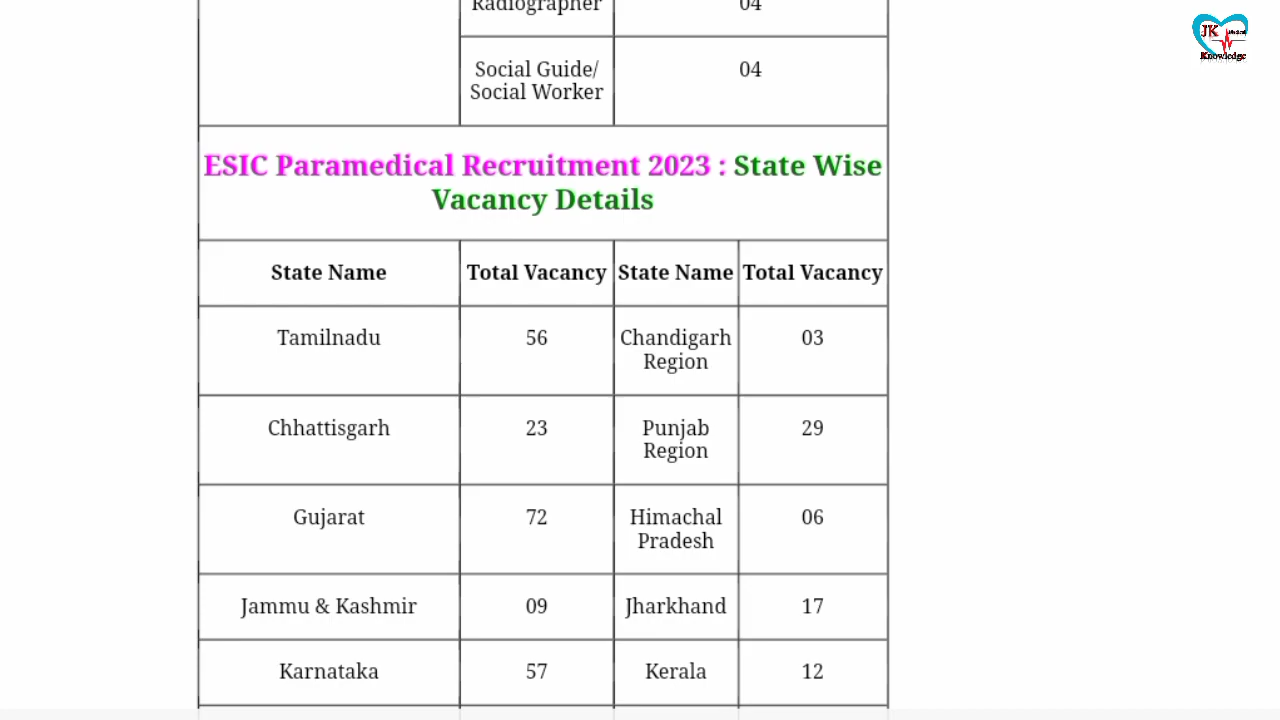 Radiographer 04
JK Medical
Knowledge
Social Guide/ 04
Social Worker
ESIC Paramedical Recruitment 2023 : State Wise
Vacancy Details
State Name Total Vacancy State Name Total Vacancy
Tamilnadu 56 Chandigarh 03
Region
Chhattisgarh 23 Punjab 29
Region
Gujarat 72 Himachal 06
Pradesh
Jammu & Kashmir 09 Jharkhand 17
Karnataka 57 Kerala 12